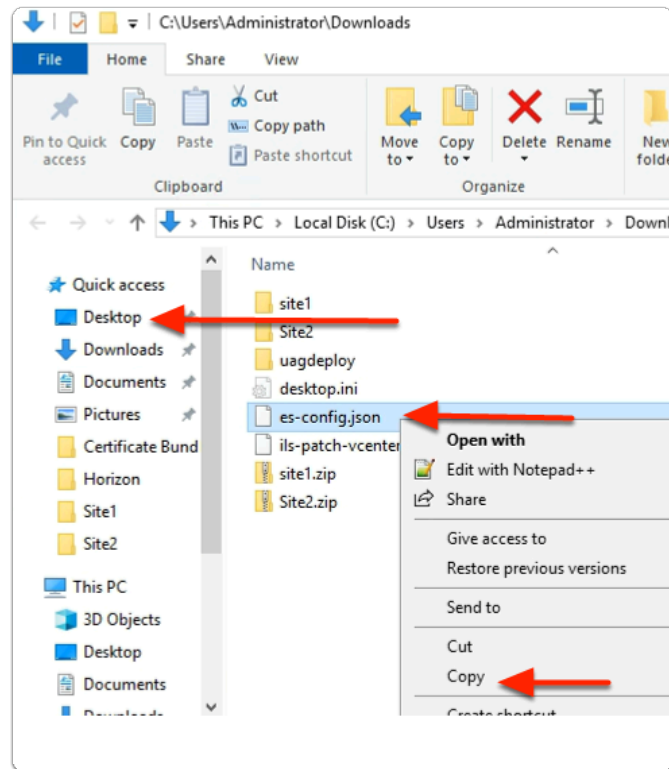 C:\Users\Administrator\Downloads
File Home Share View
Pin to Quick access
Copy
Paste
Cut
Copy path
Paste shortcut
Move to
Copy to
Delete
Rename
New
Clipboard
Organize
This PC > Local Disk (C:) > Users > Administrator >
Name
Quick access
Desktop
Downloads
Documents
Pictures
Certificate Bund
Horizon
Site1
Site2
This PC
3D Objects
Desktop
Documents
site1
Site2
uagdeploy
desktop.ini
es-config.json
ils-patch-vcenter
site1.zip
Site2.zip
Open with
Edit with Notepad++
Share
Give access to
Restore previous versions
Send to
Cut
Copy
Create shortcut